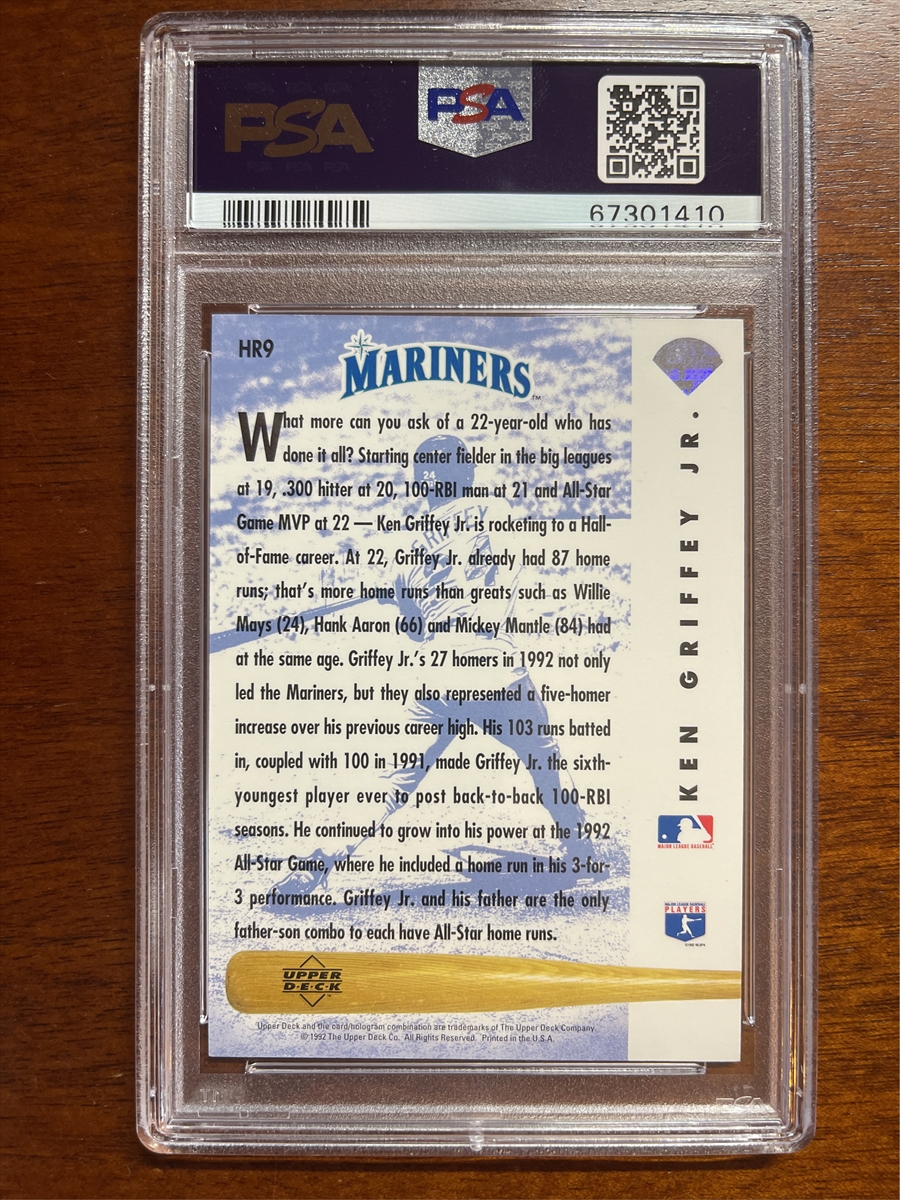 PSA
PSA
67301410
HR9
MARINERS™
What more can you ask of a 22-year-old who has
done it all? Starting center fielder in the big leagues
at 19, .300 hitter at 20, 100-RBI man at 21 and All-Star
Game MVP at 22 — Ken Griffey Jr. is rocketing to a Hall-
of-Fame career. At 22, Griffey Jr. already had 87 home
runs; that's more home runs than greats such as Willie
Mays (24), Hank Aaron (66) and Mickey Mantle (84) had
at the same age. Griffey Jr.'s 27 homers in 1992 not only
led the Mariners, but they also represented a five-homer
increase over his previous career high. His 103 runs batted
in, coupled with 100 in 1991, made Griffey Jr. the sixth-
youngest player ever to post back-to-back 100-RBI
seasons. He continued to grow into his power at the 1992
All-Star Game, where he included a home run in his 3-for-
3 performance. Griffey Jr. and his father are the only
father-son combo to each have All-Star home runs.
24
GRIFFEY
KEN GRIFFEY JR.
MAJOR LEAGUE BASEBALL
MAJOR LEAGUE BASEBALL
PLAYERS
UPPER
D·E·C·K
Upper Deck and the card/hologram combination are trademarks of The Upper Deck Company.
© 1992 The Upper Deck Co. All Rights Reserved. Printed in the U.S.A.